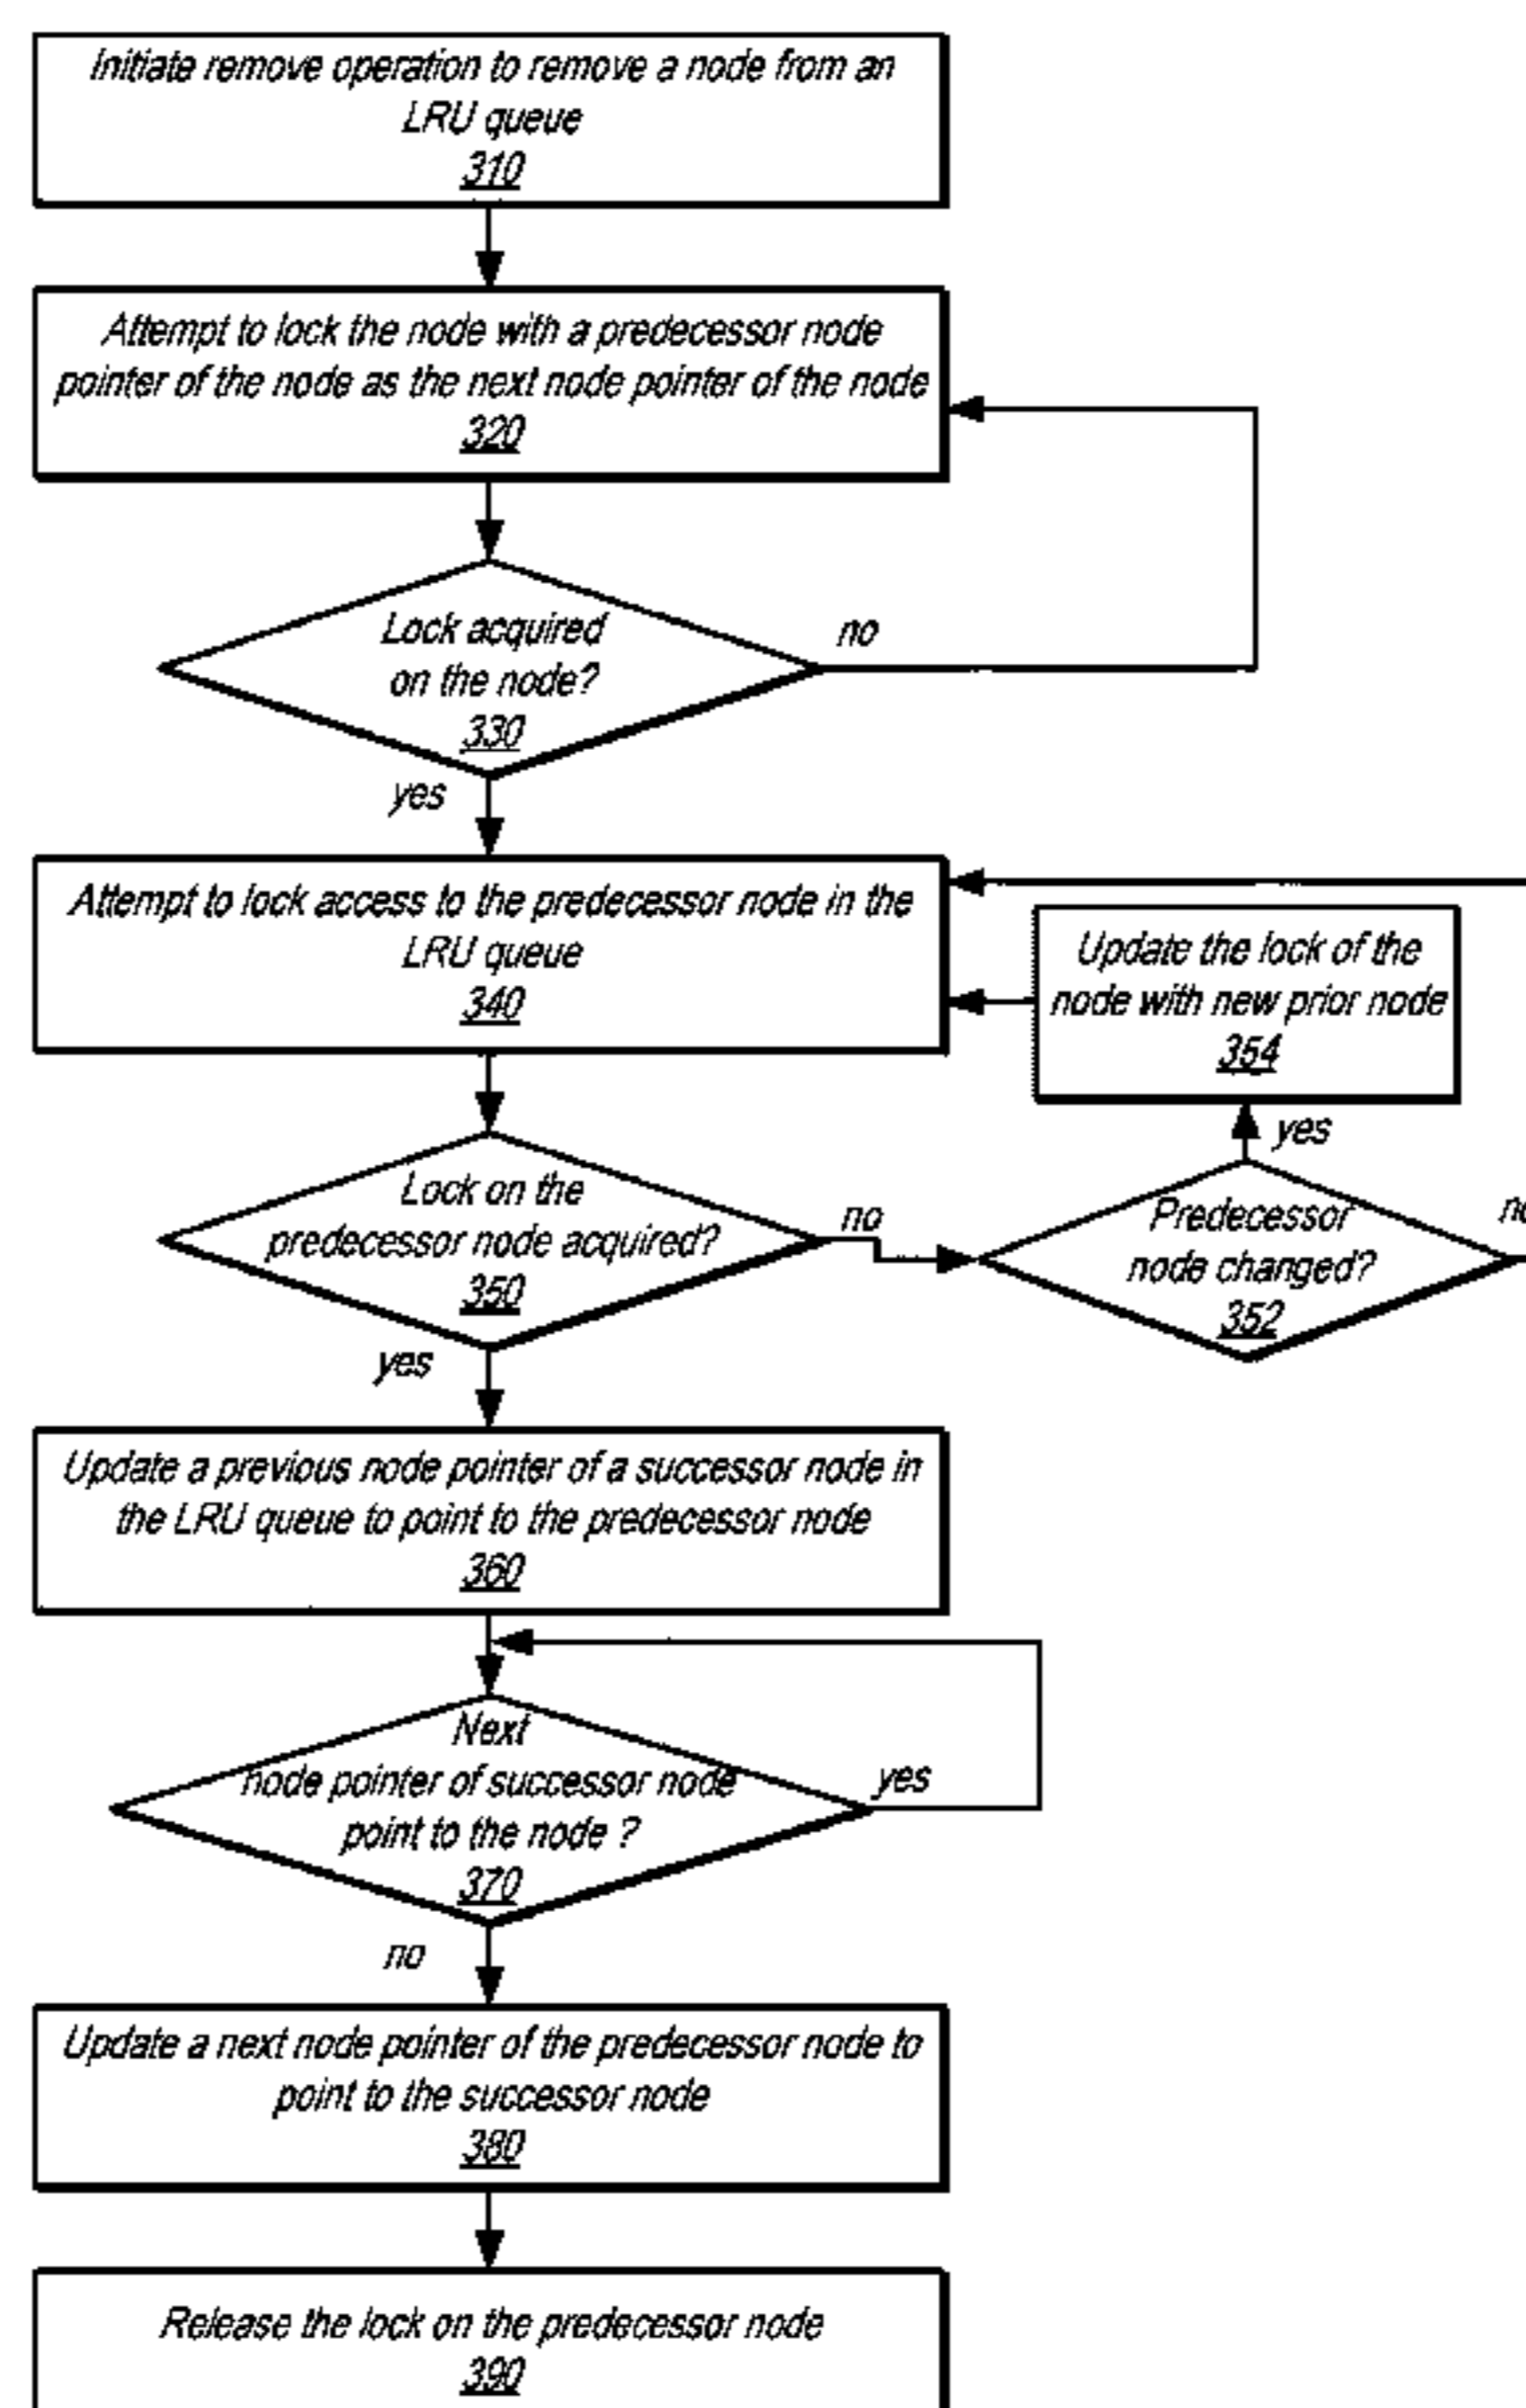 Initiate remove operation to remove a node from an
LRU queue
310
Attempt to lock the node with a predecessor node
pointer of the node as the next node pointer of the node
320
Lock acquired
on the node?
330
no
yes
Attempt to lock access to the predecessor node in the
LRU queue
340
Update the lock of the
node with new prior node
354
yes
Lock on the
predecessor node acquired?
350
no
Predecessor
node changed?
352
no
yes
Update a previous node pointer of a successor node in
the LRU queue to point to the predecessor node
360
Next
node pointer of successor node
point to the node ?
370
yes
no
Update a next node pointer of the predecessor node to
point to the successor node
380
Release the lock on the predecessor node
390